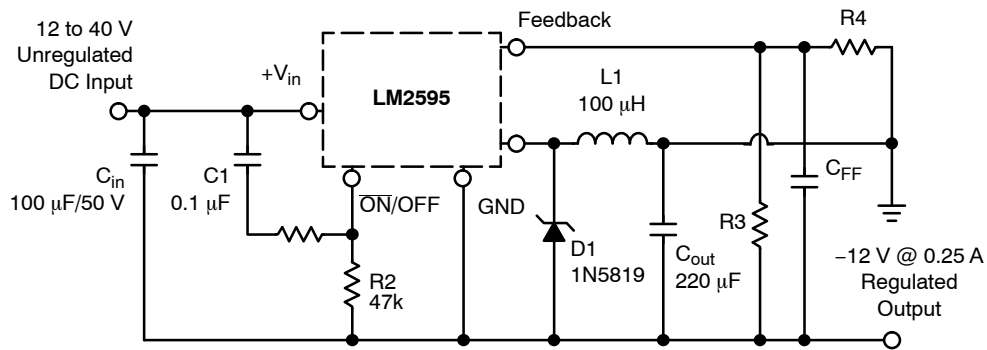 12 to 40 V
Unregulated
DC Input
+Vin
LM2595
Feedback
R4
L1
100 μH
Cin
100 μF/50 V
C1
0.1 μF
ON/OFF
GND
R2
47k
D1
1N5819
Cout
220 μF
R3
CFF
−12 V @ 0.25 A
Regulated
Output